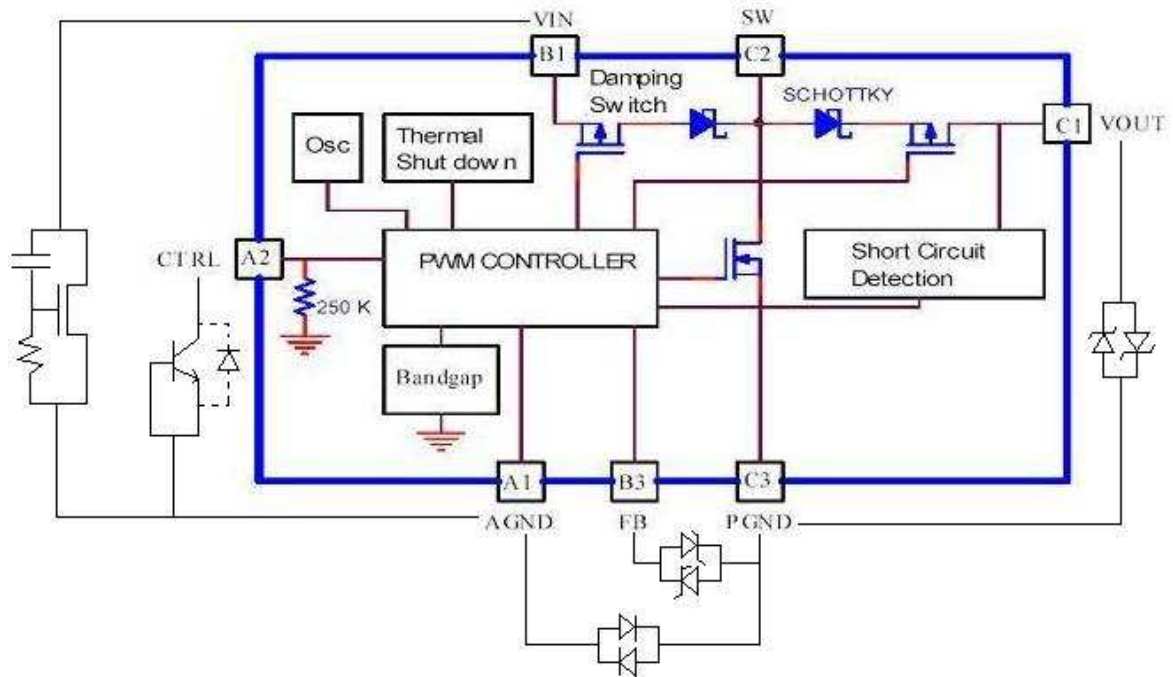 VIN
SW
B1
C2
Damping
Switch
SCHOTTKY
C1
VOUT
Osc
Thermal
Shut down
CTRL
A2
PWM CONTROLLER
Short Circuit
Detection
250 K
Bandgap
A1
B3
C3
AGND
FB
PGND